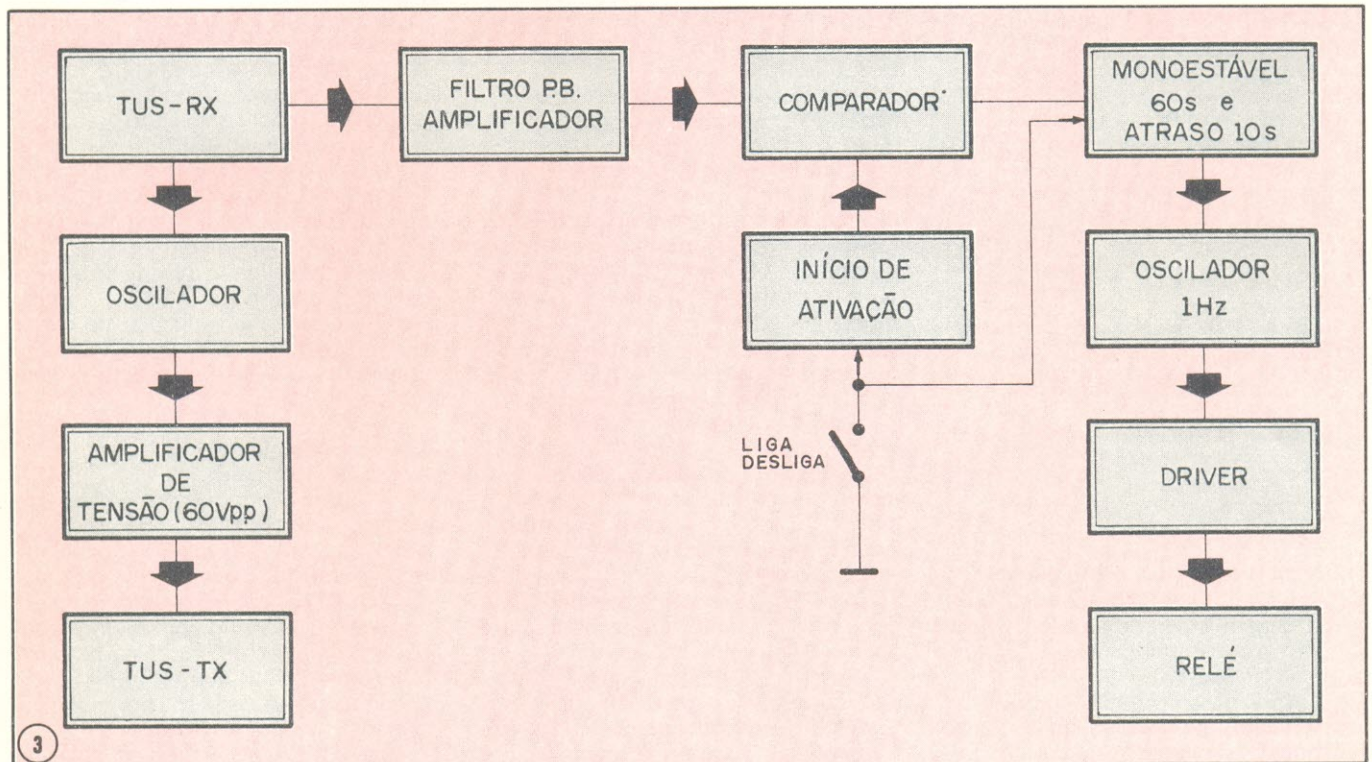 TUS-RX
FILTRO P.B.
AMPLIFICADOR
COMPARADOR
MONOESTÁVEL
60s e
ATRASO 10s
OSCILADOR
INÍCIO DE
ATIVAÇÃO
OSCILADOR
1Hz
LIGA
DESLIGA
AMPLIFICADOR
DE
TENSÃO (60Vpp)
DRIVER
TUS-TX
RELÉ
3